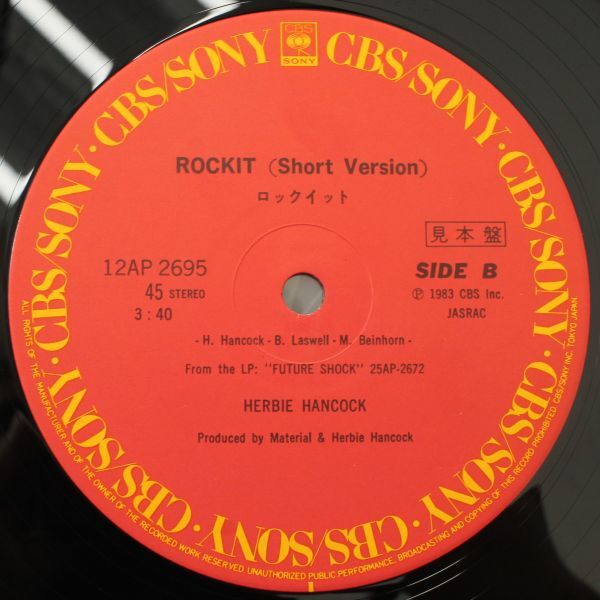 CBS
SONY
CBS/SONY · CBS/SONY · CBS/SONY · CBS/SONY · CBS/SONY · CBS/SONY · CBS/SONY · CBS/SONY
ROCKIT (Short Version)
ロックイット
見本盤
12AP 2695
SIDE B
45 STEREO
℗ 1983 CBS Inc.
3:40
JASRAC
- H. Hancock - B. Laswell - M. Beinhorn -
From the LP: "FUTURE SHOCK" 25AP-2672
HERBIE HANCOCK
Produced by Material & Herbie Hancock
ALL RIGHTS OF THE MANUFACTURER AND OF THE OWNER OF THE RECORDED WORK RESERVED. UNAUTHORIZED PUBLIC PERFORMANCE, BROADCASTING AND COPYING OF THIS RECORD PROHIBITED. CBS/SONY INC. TOKYO JAPAN.